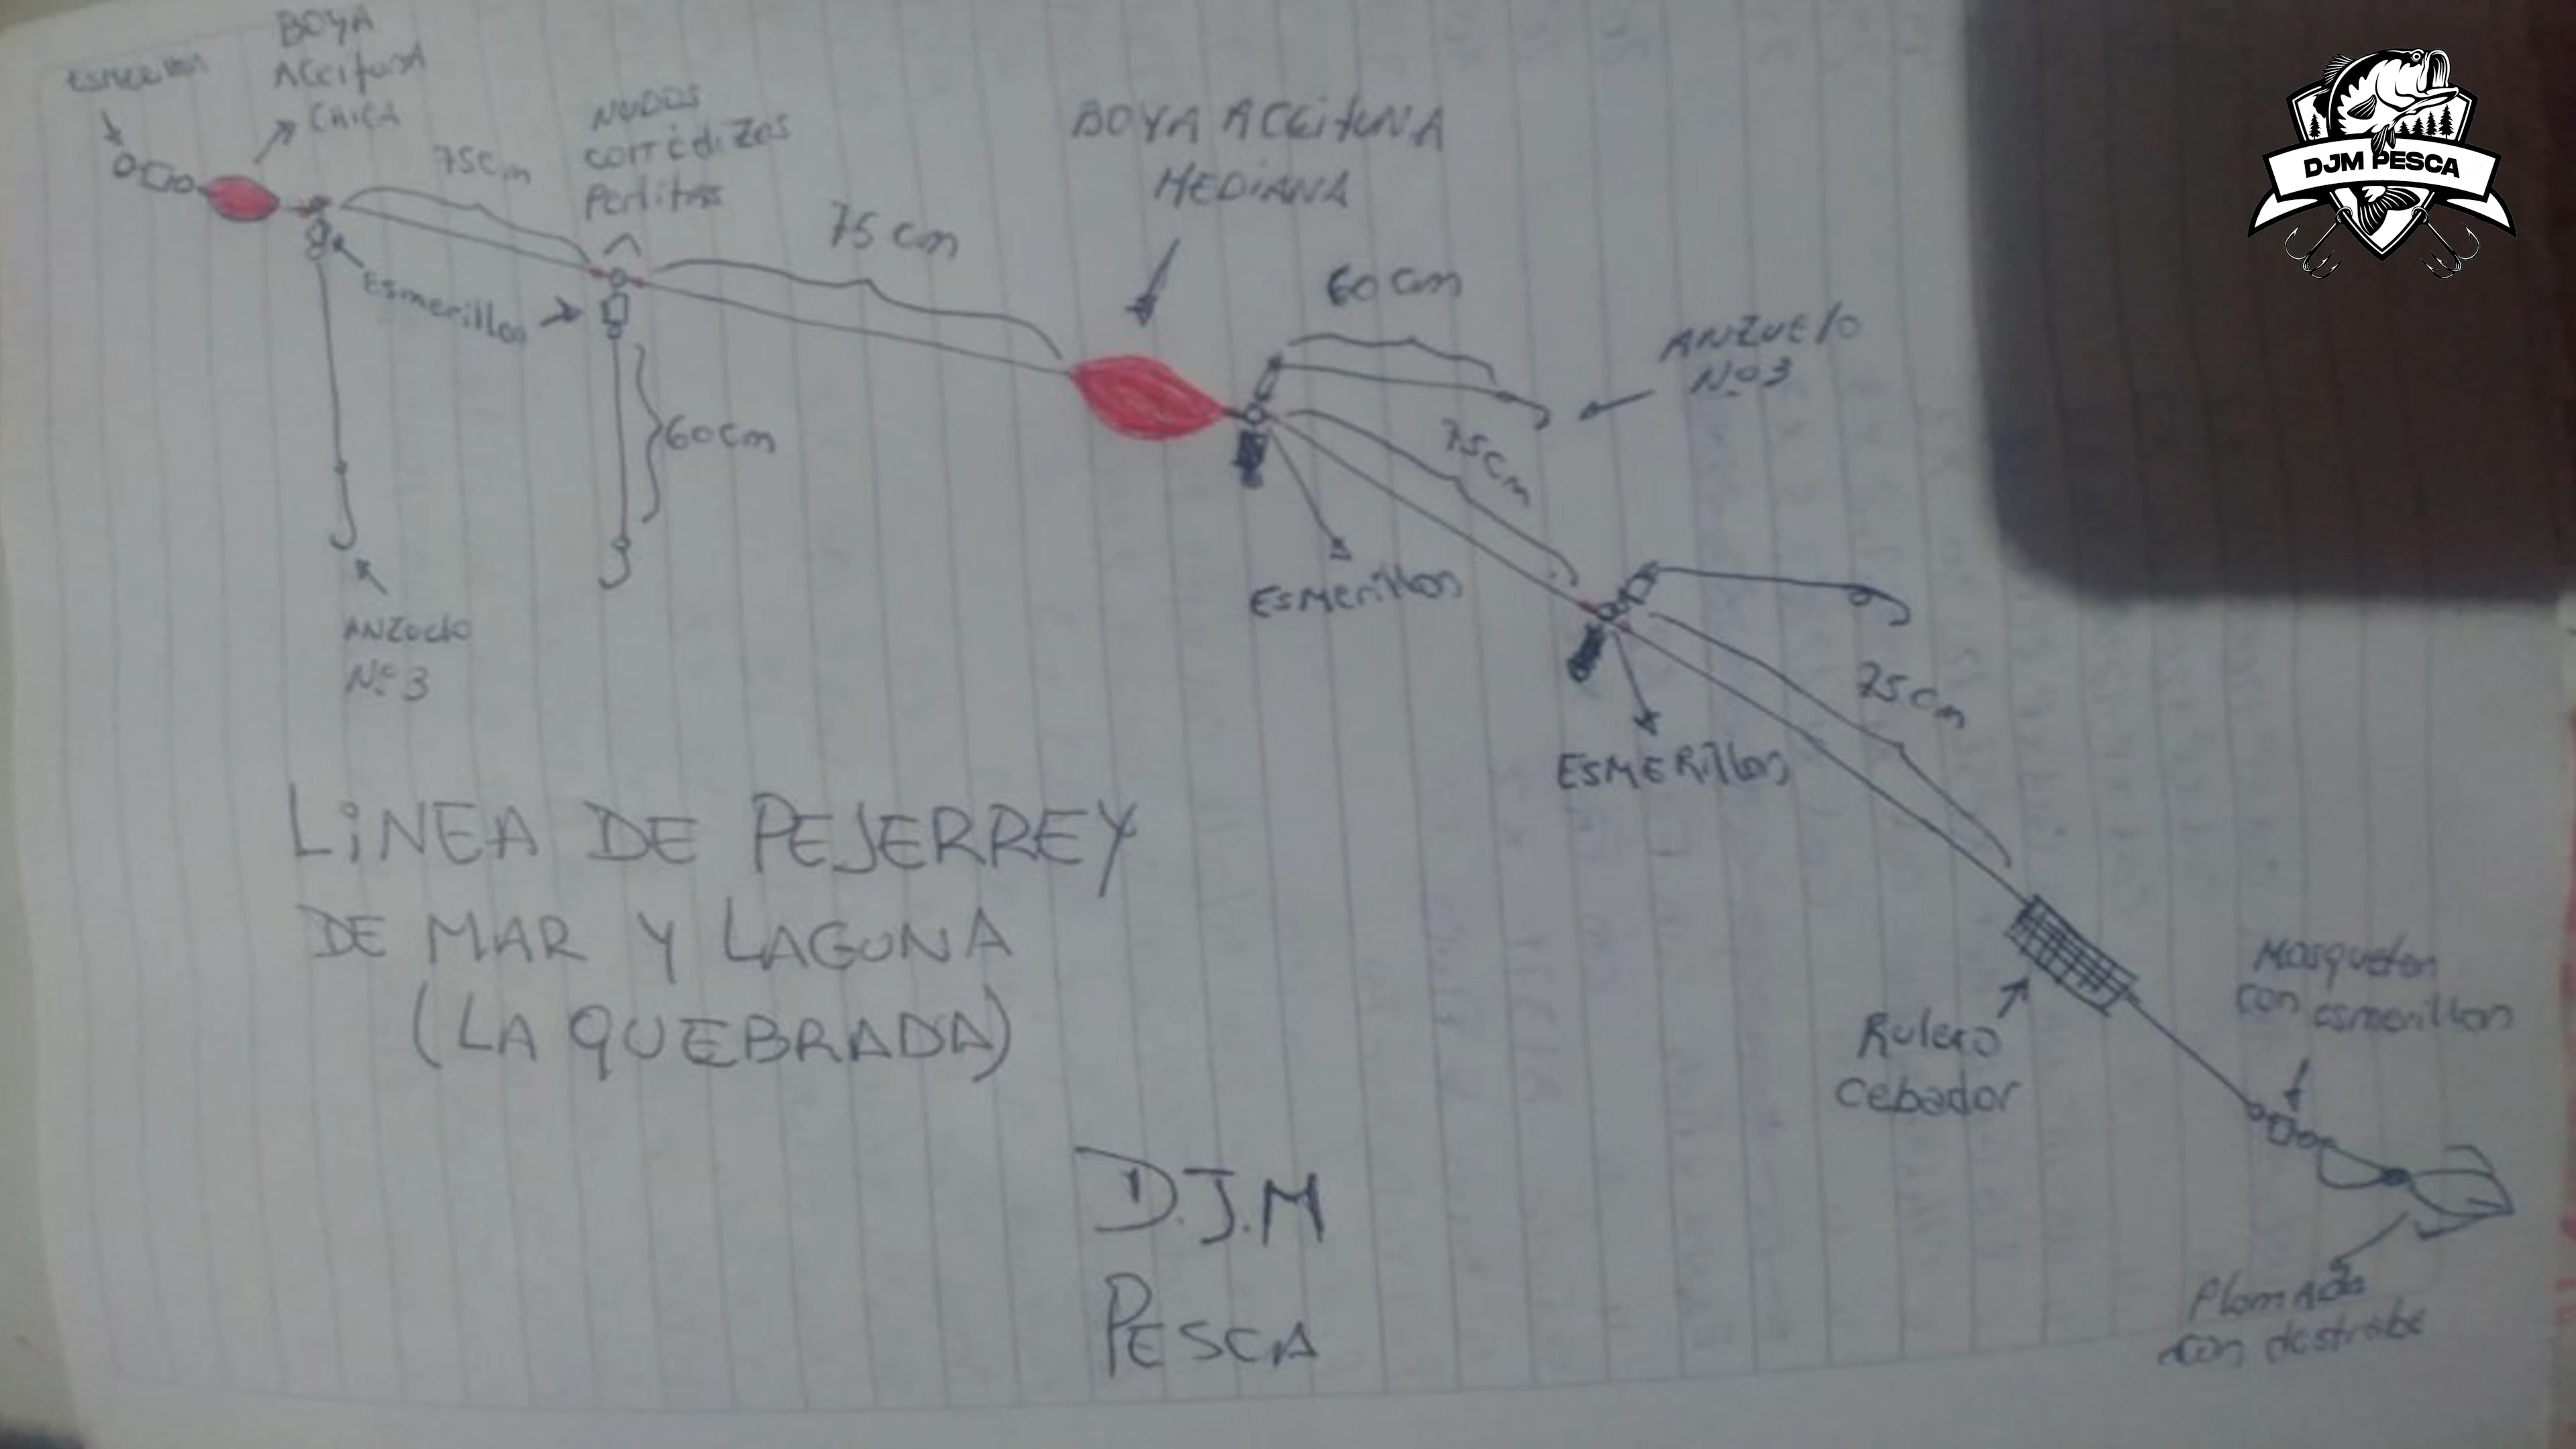 Esmerillon
BOYA
ACeituna
CHICA
75cm
NUDOS
corrédizos
Perlitas
75 cm
BOYA ACEitUNA
MEDiANA
60 cm
ANZUElo
Nº3
DJM PESCA
Esmerillon
60cm
75cm
ESMerillon
ANZUElo
Nº3
75cm
ESMERillon
LiNEA DE PEJERREY
DE MAR Y LAGUNA
(LA QUEBRADA)
Rulero
Cebador
Mosqueton
con esmerillon
D.J.M
PESCA
PlomAda
con destrabe